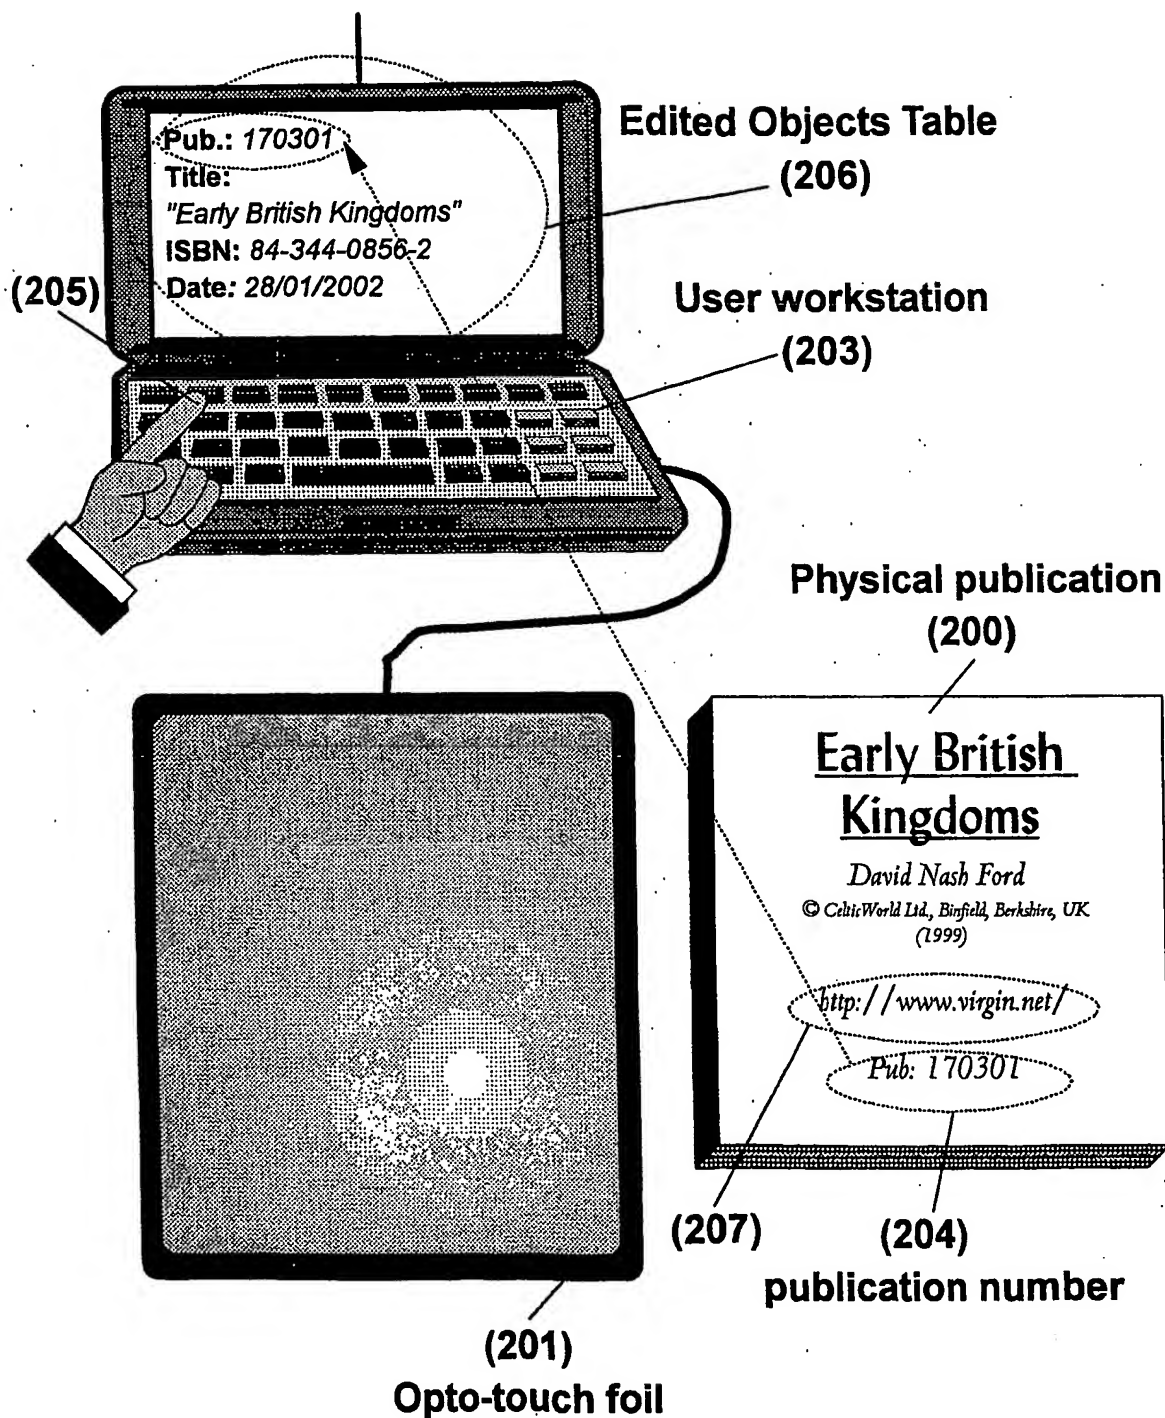 Pub.: 170301
Title:
"Early British Kingdoms"
ISBN: 84-344-0856-2
Date: 28/01/2002
Edited Objects Table
(206)
(205)
User workstation
(203)
Physical publication
(200)
Early British
Kingdoms
David Nash Ford
© CelticWorld Ltd., Binfield, Berkshire, UK
(1999)
http://www.virgin.net/
Pub: 170301
(207)
(204)
publication number
(201)
Opto-touch foil